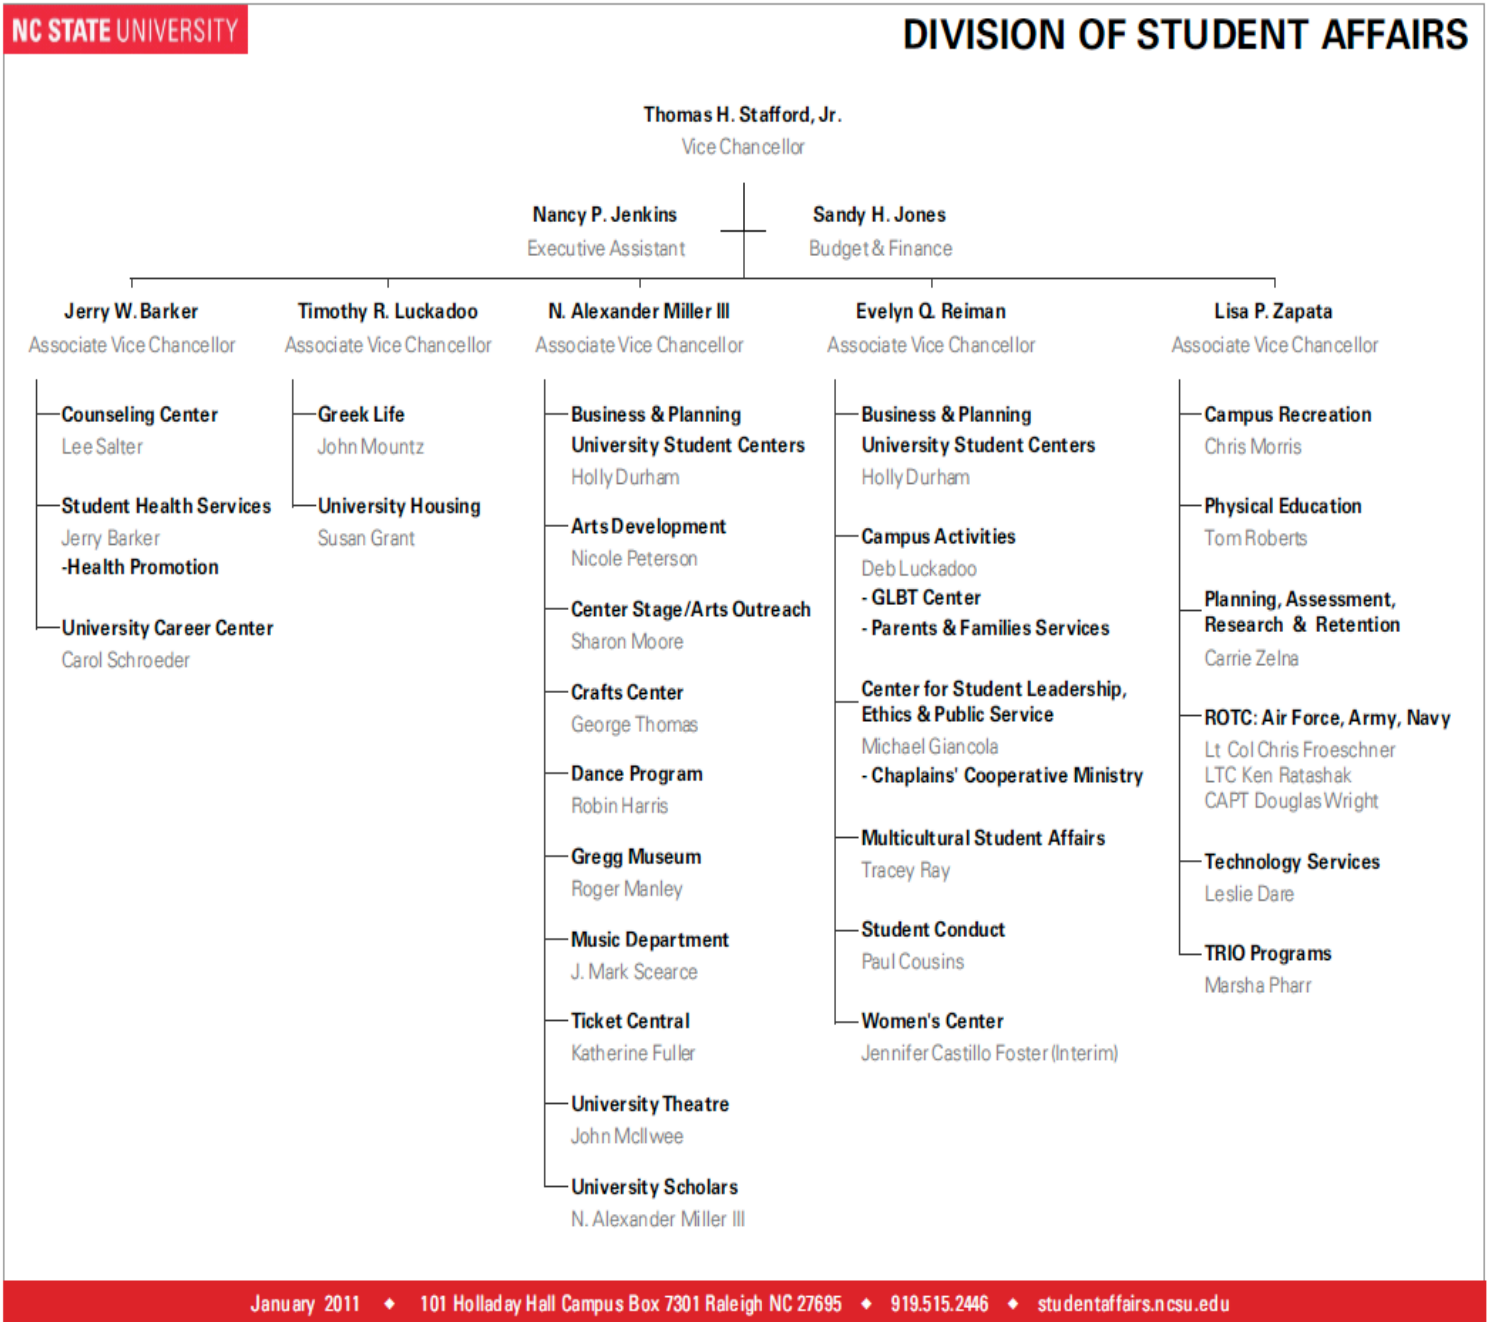 NC STATE UNIVERSITY
DIVISION OF STUDENT AFFAIRS
Thomas H. Stafford, Jr.
Vice Chancellor
Nancy P. Jenkins
Executive Assistant
Sandy H. Jones
Budget & Finance
Jerry W. Barker
Associate Vice Chancellor
Counseling Center
Lee Salter
Student Health Services
Jerry Barker
-Health Promotion
University Career Center
Carol Schroeder
Timothy R. Luckadoo
Associate Vice Chancellor
Greek Life
John Mountz
University Housing
Susan Grant
N. Alexander Miller III
Associate Vice Chancellor
Business & Planning
University Student Centers
Holly Durham
Arts Development
Nicole Peterson
Center Stage/Arts Outreach
Sharon Moore
Crafts Center
George Thomas
Dance Program
Robin Harris
Gregg Museum
Roger Manley
Music Department
J. Mark Scearce
Ticket Central
Katherine Fuller
University Theatre
John McIlwee
University Scholars
N. Alexander Miller III
Evelyn Q. Reiman
Associate Vice Chancellor
Business & Planning
University Student Centers
Holly Durham
Campus Activities
Deb Luckadoo
- GLBT Center
- Parents & Families Services
Center for Student Leadership,
Ethics & Public Service
Michael Giancola
- Chaplains' Cooperative Ministry
Multicultural Student Affairs
Tracey Ray
Student Conduct
Paul Cousins
Women's Center
Jennifer Castillo Foster (Interim)
Lisa P. Zapata
Associate Vice Chancellor
Campus Recreation
Chris Morris
Physical Education
Tom Roberts
Planning, Assessment,
Research & Retention
Carrie Zelna
ROTC: Air Force, Army, Navy
Lt Col Chris Froeschner
LTC Ken Ratashak
CAPT Douglas Wright
Technology Services
Leslie Dare
TRIO Programs
Marsha Pharr
January 2011 ◆ 101 Holladay Hall Campus Box 7301 Raleigh NC 27695 ◆ 919.515.2446 ◆ studentaffairs.ncsu.edu